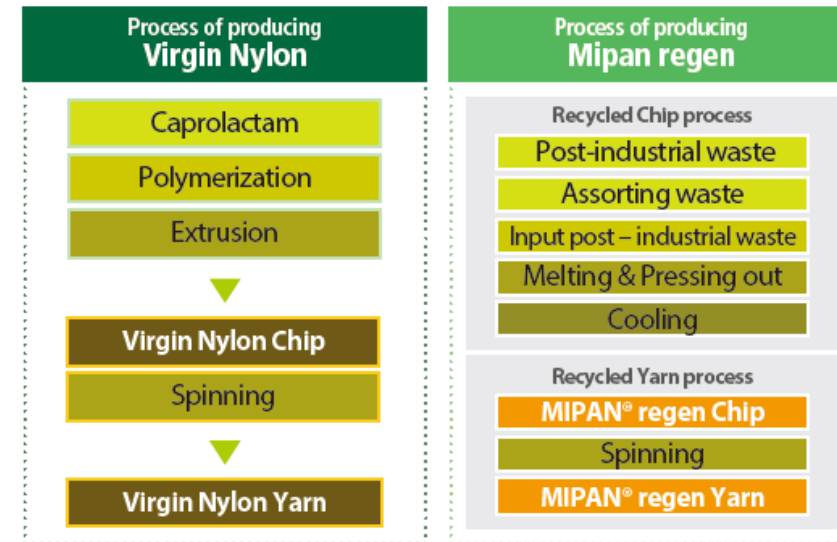 Process of producing
Virgin Nylon
Caprolactam
Polymerization
Extrusion
Virgin Nylon Chip
Spinning
Virgin Nylon Yarn
Process of producing
Mipan regen
Recycled Chip process
Post-industrial waste
Assorting waste
Input post – industrial waste
Melting & Pressing out
Cooling
Recycled Yarn process
MIPAN® regen Chip
Spinning
MIPAN® regen Yarn